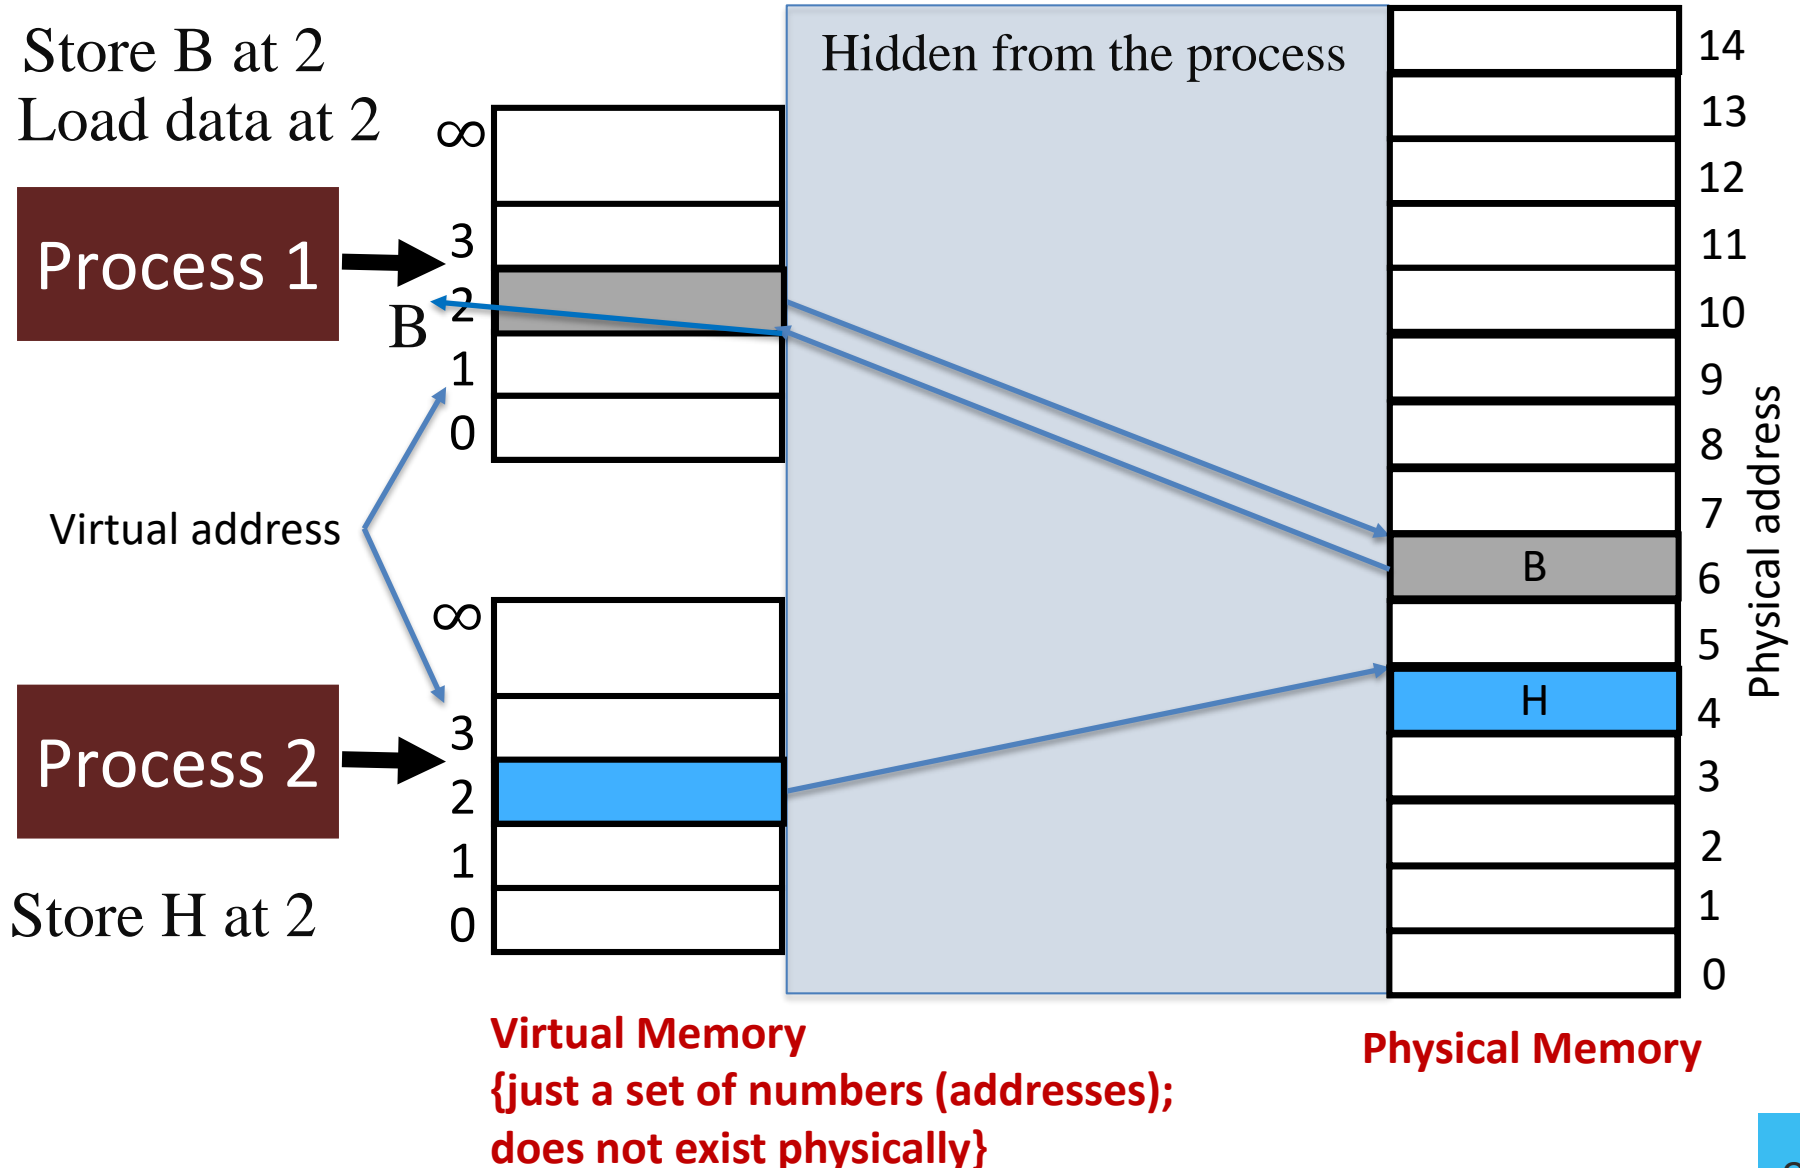 Store B at 2
Load data at 2
Hidden from the process
Process 1
∞
3
2
1
0
B
Virtual address
∞
3
2
1
0
Process 2
Store H at 2
14
13
12
11
10
9
8
7
6
5
4
3
2
1
0
B
H
Physical address
Virtual Memory
{just a set of numbers (addresses);
does not exist physically}
Physical Memory